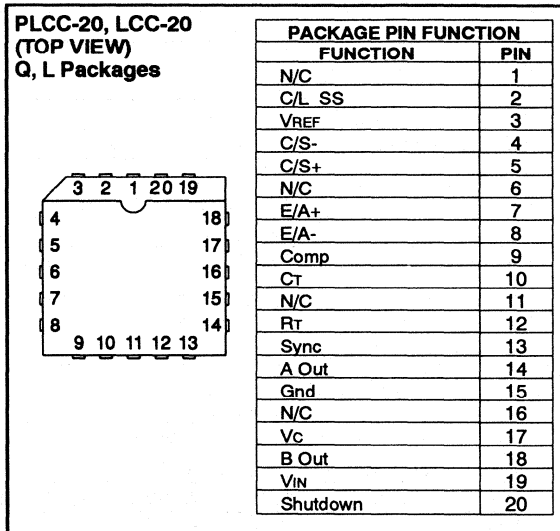 PLCC-20, LCC-20
(TOP VIEW)
Q, L Packages
3 2 1 20 19
4 18
5 17
6 16
7 15
8 14
9 10 11 12 13
PACKAGE PIN FUNCTION
FUNCTION PIN
N/C 1
C/L SS 2
VREF 3
C/S- 4
C/S+ 5
N/C 6
E/A+ 7
E/A- 8
Comp 9
CT 10
N/C 11
RT 12
Sync 13
A Out 14
Gnd 15
N/C 16
VC 17
B Out 18
VIN 19
Shutdown 20